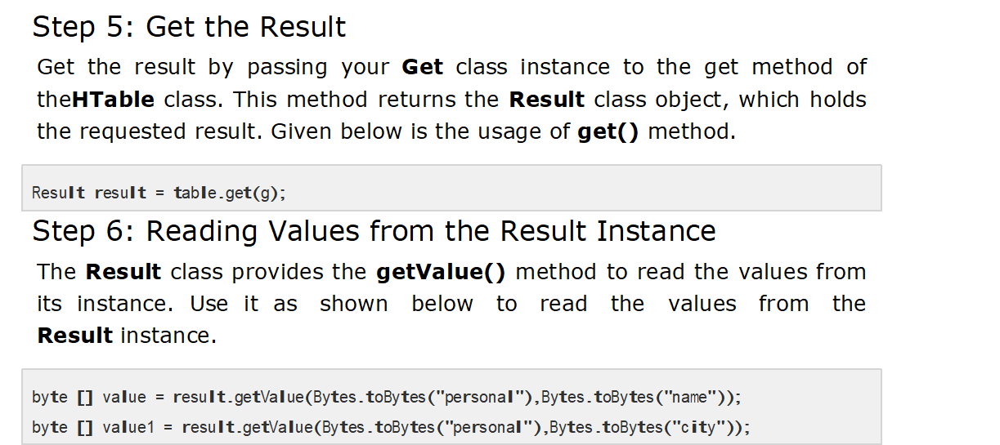 Step 5: Get the Result
Get the result by passing your Get class instance to the get method of
theHTable class. This method returns the Result class object, which holds
the requested result. Given below is the usage of get() method.
Result result = table.get(g);
Step 6: Reading Values from the Result Instance
The Result class provides the getValue() method to read the values from
its instance. Use it as shown below to read the values from the
Result instance.
byte [] value = result.getValue(Bytes.toBytes("personal"),Bytes.toBytes("name"));
byte [] value1 = result.getValue(Bytes.toBytes("personal"),Bytes.toBytes("city"));